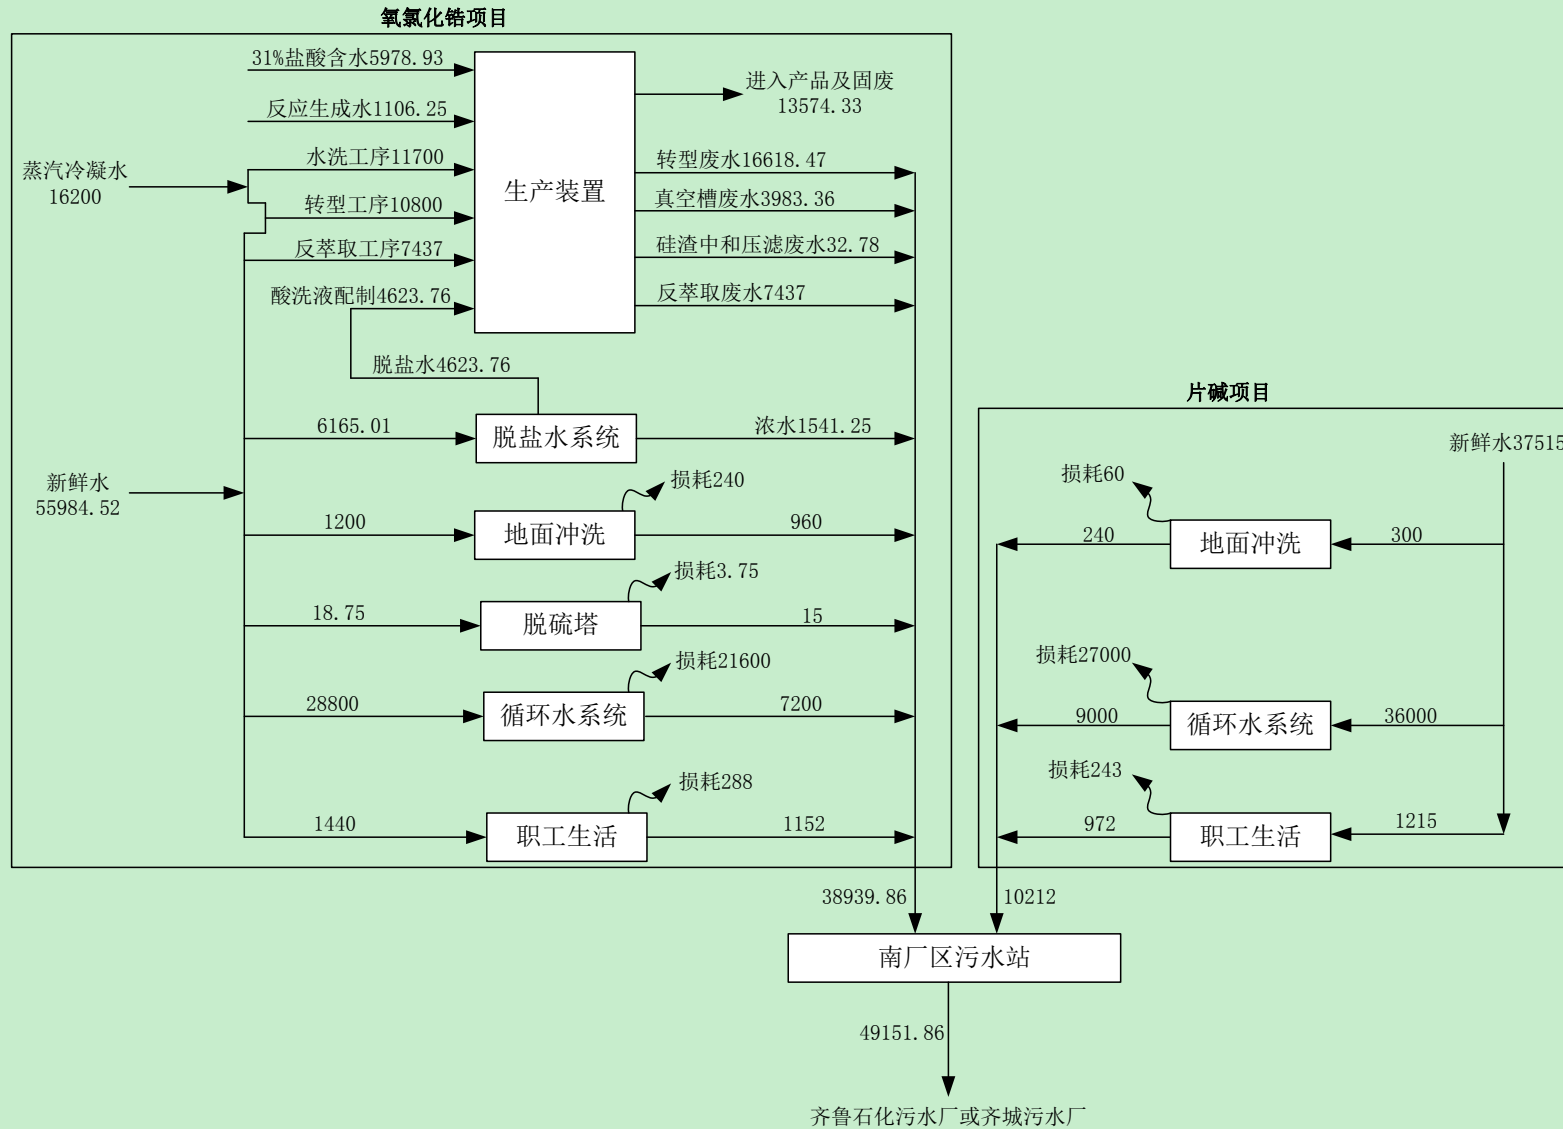 氧氯化锆项目
31%盐酸含水5978.93
反应生成水1106.25
蒸汽冷凝水
16200
水洗工序11700
转型工序10800
反萃取工序7437
酸洗液配制4623.76
生产装置
进入产品及固废
13574.33
转型废水16618.47
真空槽废水3983.36
硅渣中和压滤废水32.78
反萃取废水7437
脱盐水4623.76
新鲜水
55984.52
6165.01
脱盐水系统
浓水1541.25
1200
地面冲洗
损耗240
960
18.75
脱硫塔
损耗3.75
15
28800
循环水系统
损耗21600
7200
1440
职工生活
损耗288
1152
片碱项目
新鲜水37515
损耗60
240
地面冲洗
300
损耗27000
9000
循环水系统
36000
损耗243
972
职工生活
1215
38939.86
10212
南厂区污水站
49151.86
齐鲁石化污水厂或齐城污水厂